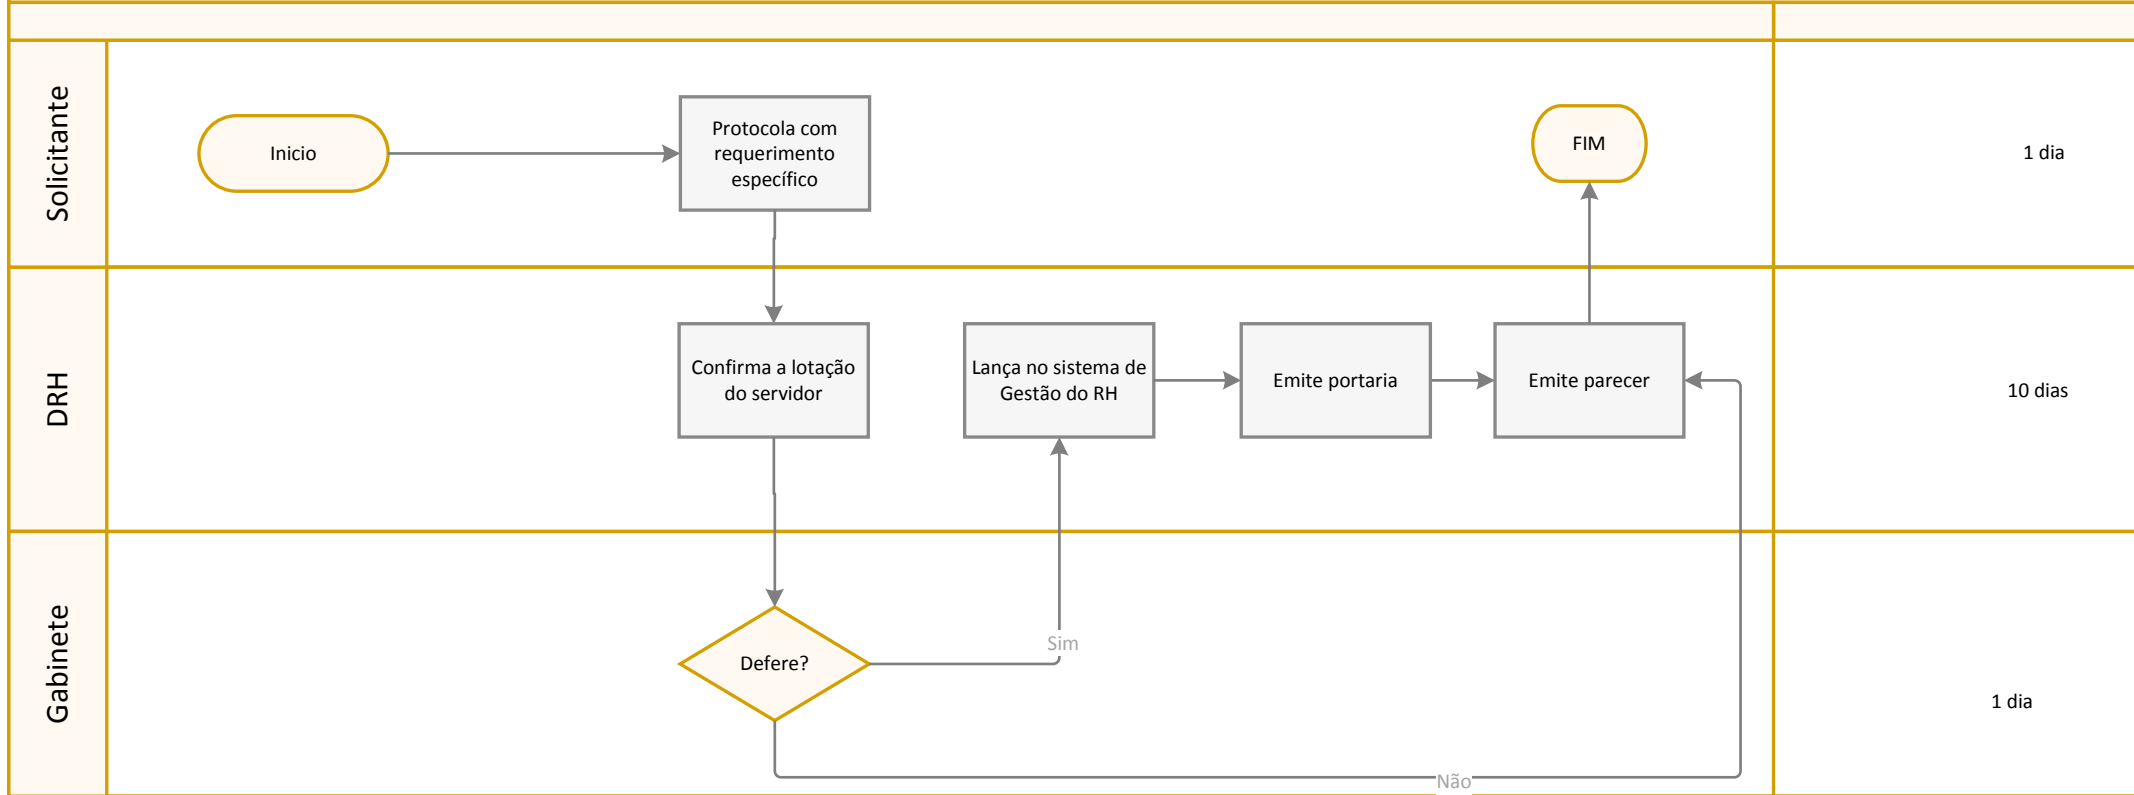 Solicitante
Inicio
Protocola com
requerimento
específico
FIM
1 dia
DRH
Confirma a lotação
do servidor
Lança no sistema de
Gestão do RH
Emite portaria
Emite parecer
10 dias
Gabinete
Defere?
Sim
Não
1 dia